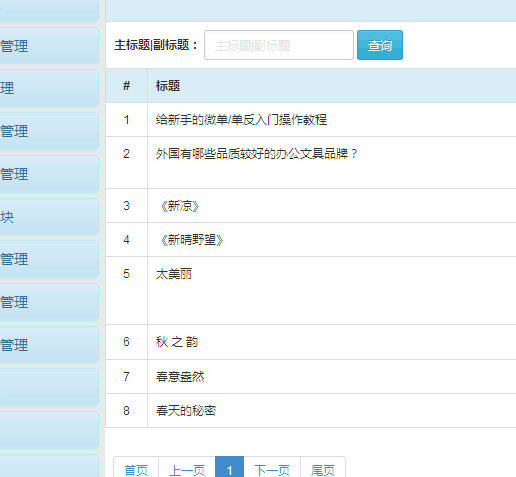 管理
理
管理
管理
块
管理
管理
管理
主标题|副标题： 主标题|副标题 查询
# 标题
1 给新手的微单/单反入门操作教程
2 外国有哪些品质较好的办公文具品牌？
3 《新凉》
4 《新晴野望》
5 太美丽
6 秋 之 韵
7 春意盎然
8 春天的秘密
首页 上一页 1 下一页 尾页